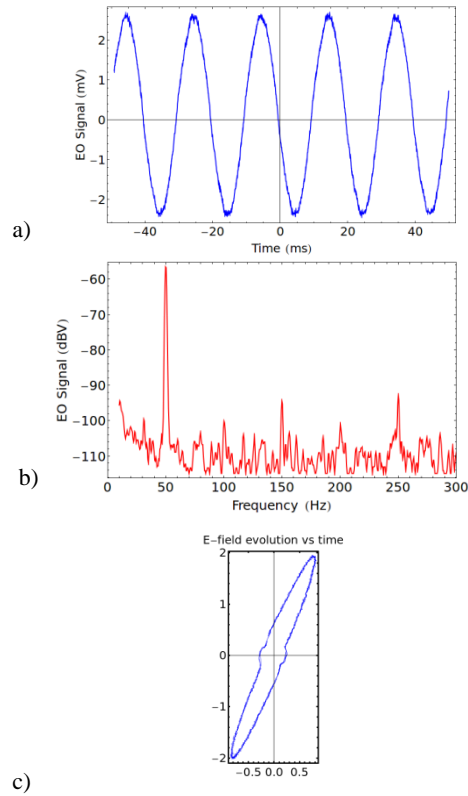 2
1
0
−1
−2
EO Signal (mV)
−40 −20 0 20 40
Time (ms)
a)
−60
−70
−80
−90
−100
−110
EO Signal (dBV)
0 50 100 150 200 250 300
Frequency (Hz)
b)
E−field evolution vs time
2
1
0
−1
−2
−0.5 0.0 0.5
c)